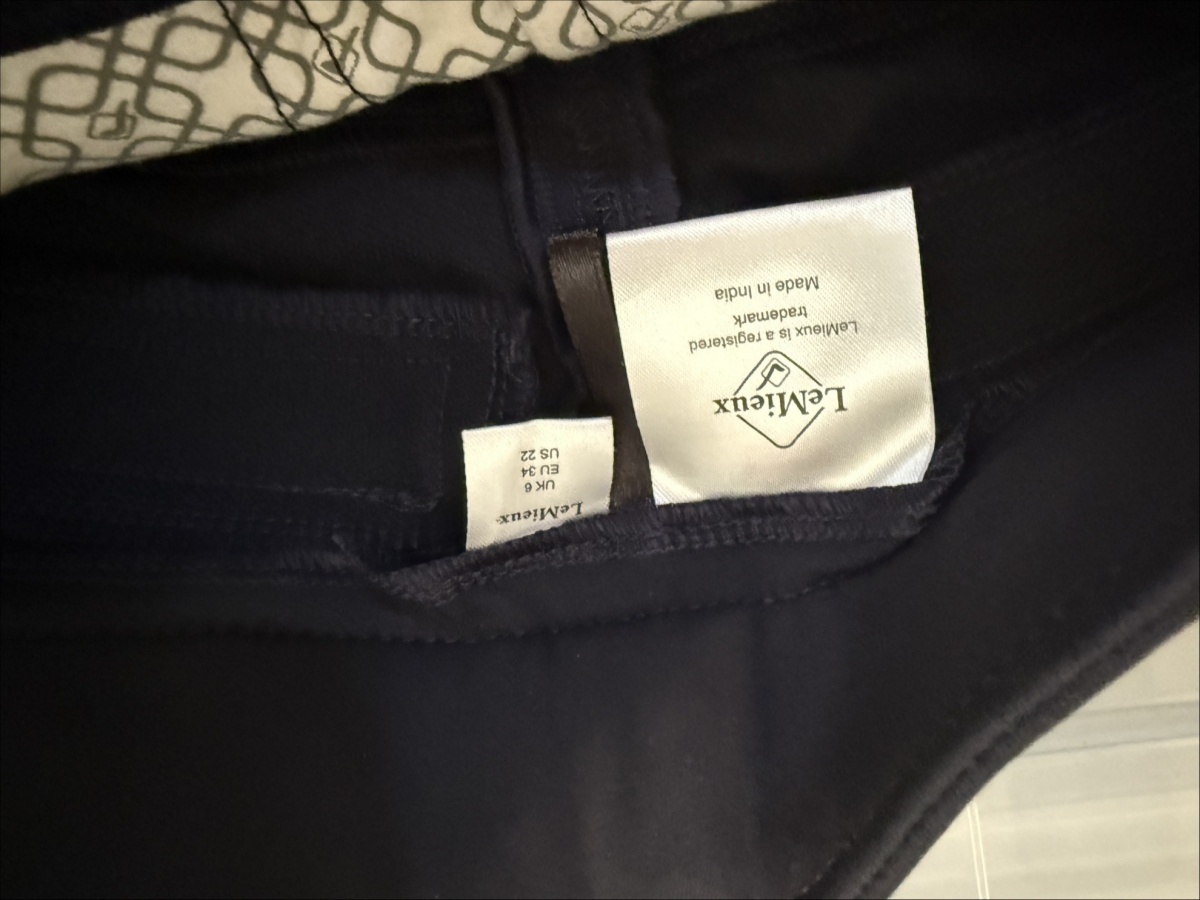 LeMieux
LeMieux is a registered
trademark
Made in India
LeMieux
UK 6
EU 34
US 22